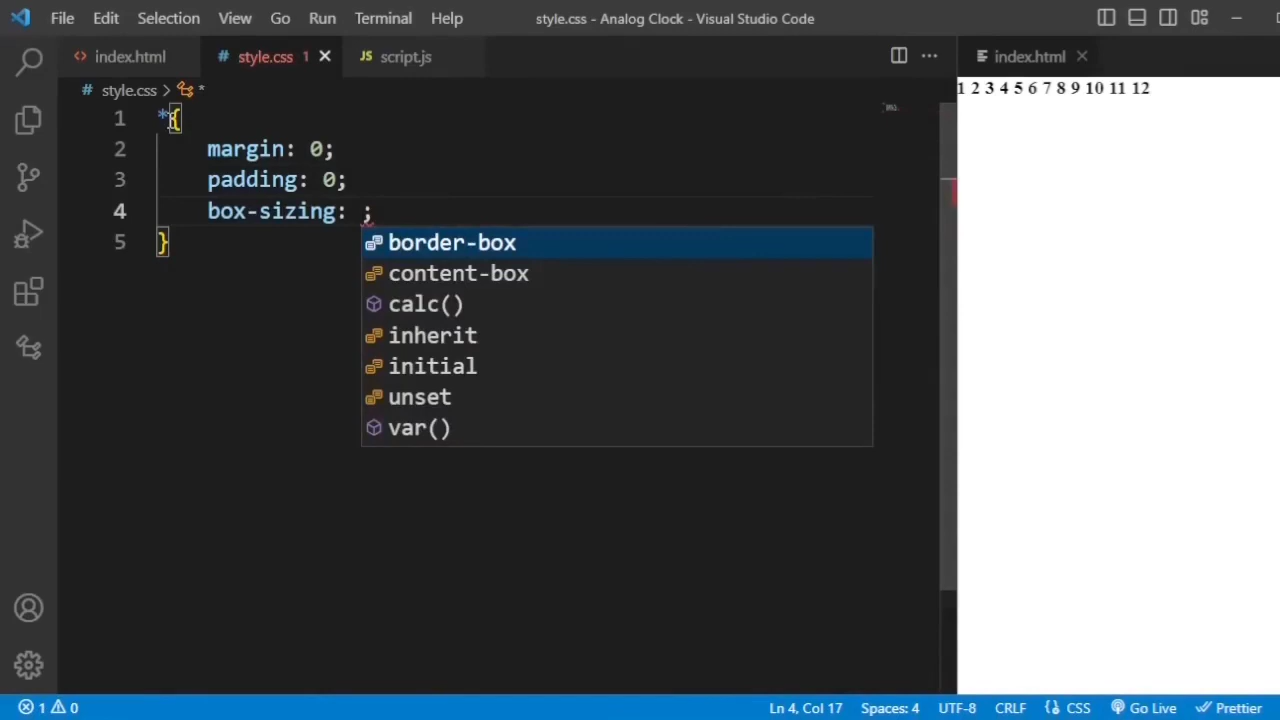 File Edit Selection View Go Run Terminal Help style.css - Analog Clock - Visual Studio Code
index.html # style.css 1 JS script.js index.html
# style.css > *
1 2 3 4 5 6 7 8 9 10 11 12
1 *{
2 margin: 0;
3 padding: 0;
4 box-sizing: ;
5 }
border-box
content-box
calc()
inherit
initial
unset
var()
1 0 Ln 4, Col 17 Spaces: 4 UTF-8 CRLF CSS Go Live Prettier